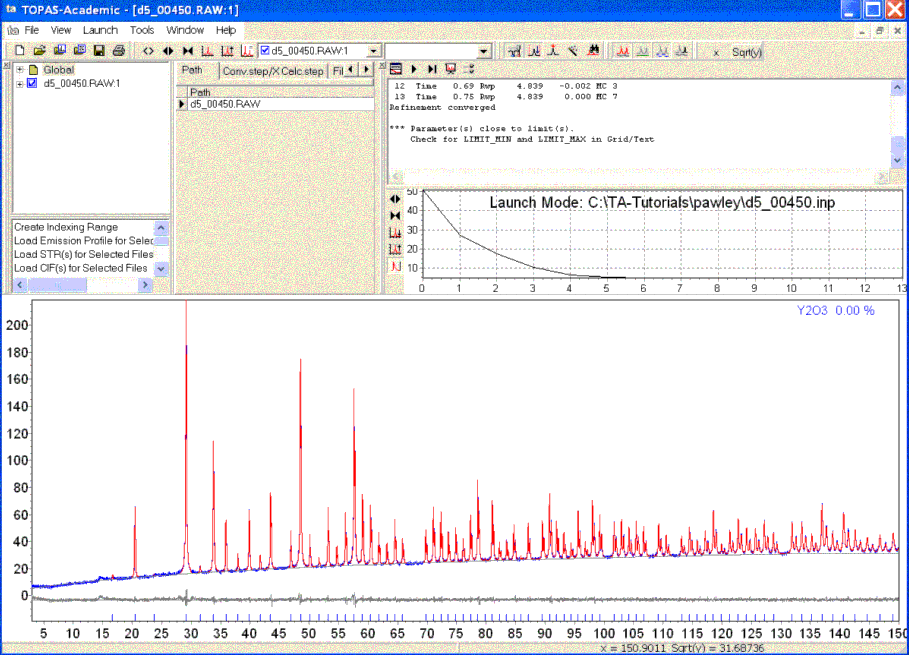 TOPAS-Academic - [d5_00450.RAW:1]
File View Launch Tools Window Help
d5_00450.RAW:1
x Sqrt(y)
Global
d5_00450.RAW:1
Path Conv.step/X Calc.step Fil
Path
d5_00450.RAW
12 Time 0.69 Rwp 4.839 -0.002 MC 3
13 Time 0.75 Rwp 4.839 0.000 MC 7
Refinement converged
*** Parameter(s) close to limit(s).
Check for LIMIT_MIN and LIMIT_MAX in Grid/Text
Create Indexing Range
Load Emission Profile for Selec
Load STR(s) for Selected Files
Load CIF(s) for Selected Files
Launch Mode: C:\TA-Tutorials\pawley\d5_00450.inp
50
40
30
20
10
0 1 2 3 4 5 6 7 8 9 10 11 12 13
Y2O3 0.00 %
200
180
160
140
120
100
80
60
40
20
0
5 10 15 20 25 30 35 40 45 50 55 60 65 70 75 80 85 90 95 100 105 110 115 120 125 130 135 140 145 150
x = 150.9011 Sqrt(y) = 31.68736